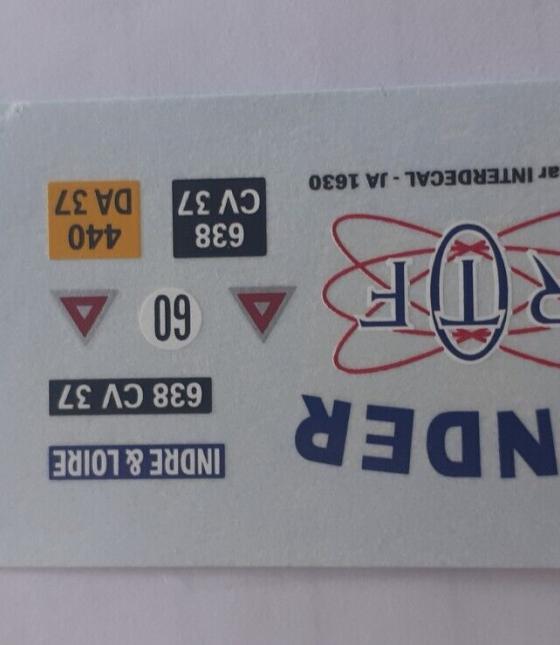 NDER
INDRE & LOIRE
638 CV 37
RTF
60
638
CV 37
440
DA 37
ar INTERDECAL - JA 1630